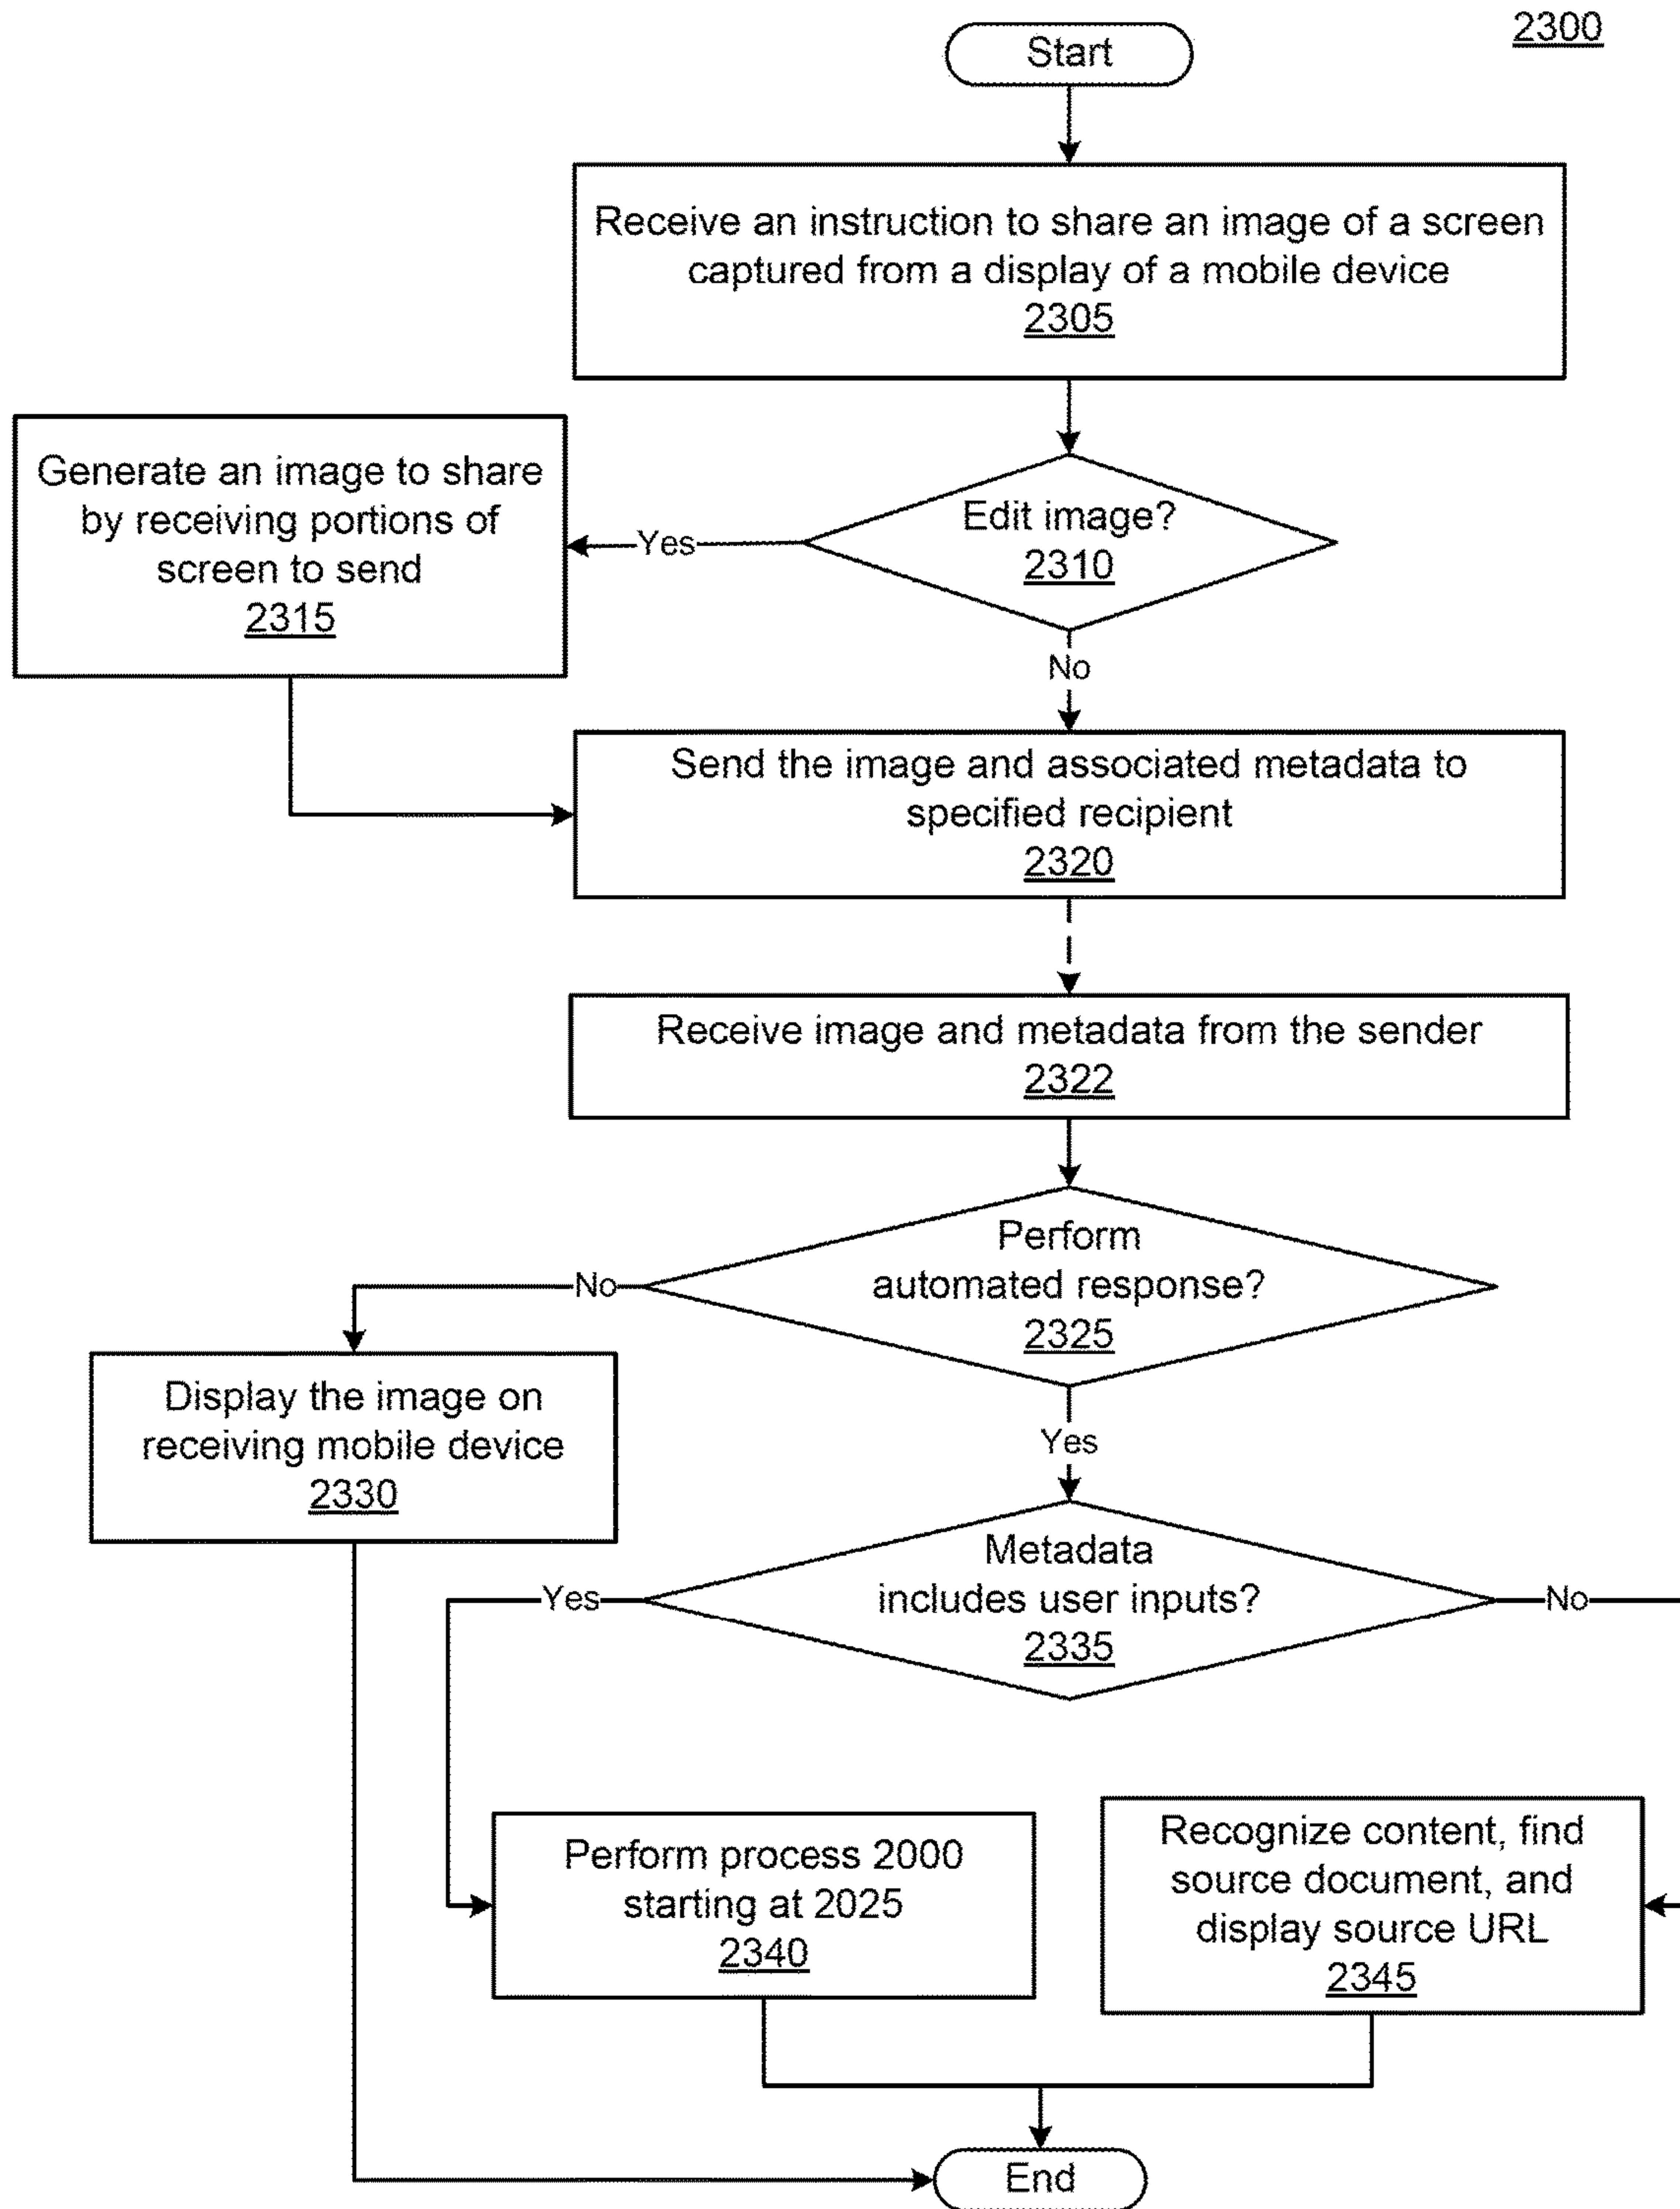 2300
Start
Receive an instruction to share an image of a screen
captured from a display of a mobile device
2305
Edit image?
2310
Yes
Generate an image to share
by receiving portions of
screen to send
2315
No
Send the image and associated metadata to
specified recipient
2320
Receive image and metadata from the sender
2322
Perform
automated response?
2325
No
Display the image on
receiving mobile device
2330
Yes
Metadata
includes user inputs?
2335
Yes
No
Perform process 2000
starting at 2025
2340
Recognize content, find
source document, and
display source URL
2345
End